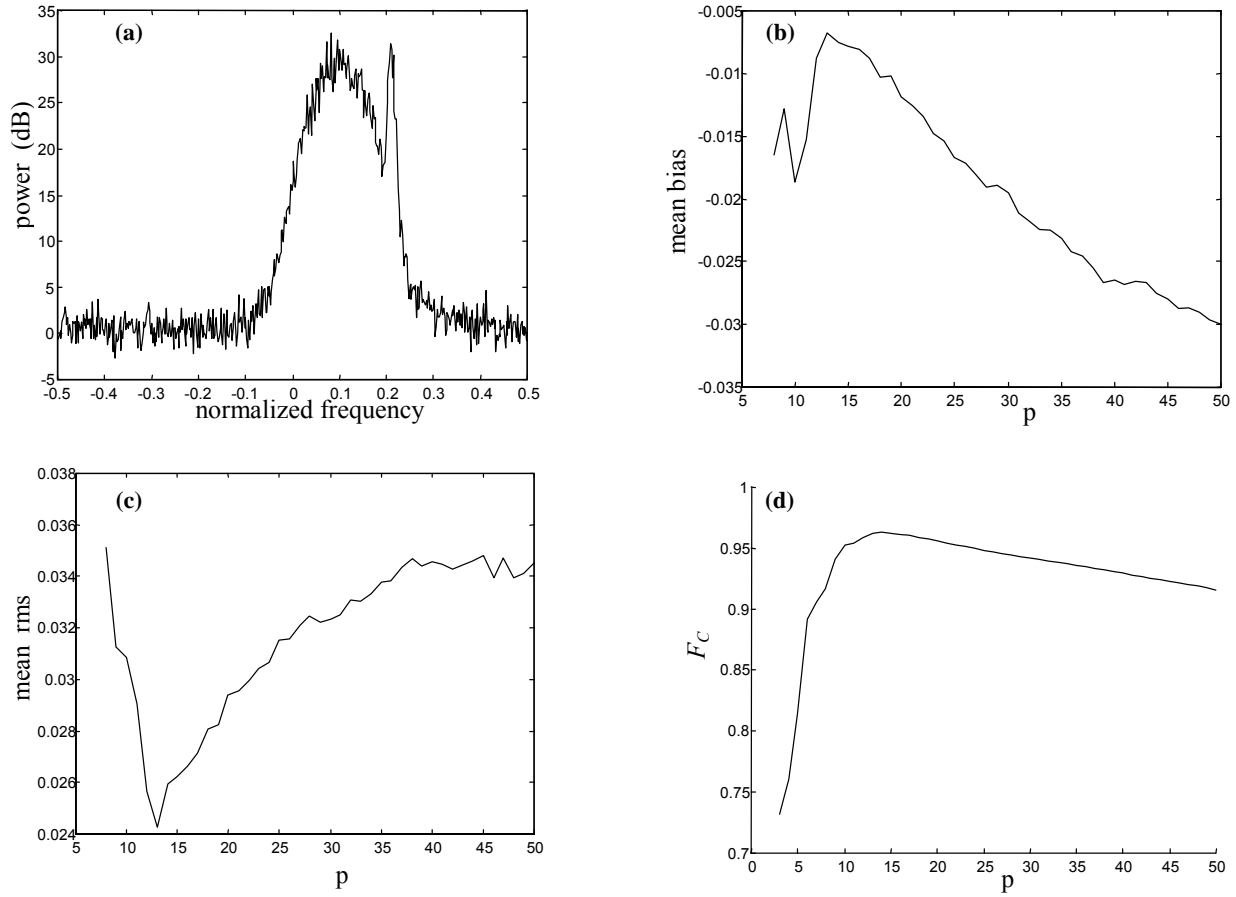 (a)
35
30
25
20
15
10
5
0
-5
power (dB)
-0.5 -0.4 -0.3 -0.2 -0.1 0 0.1 0.2 0.3 0.4 0.5
normalized frequency
(b)
-0.005
-0.01
-0.015
-0.02
-0.025
-0.03
-0.035
mean bias
5 10 15 20 25 30 35 40 45 50
p
(c)
0.038
0.036
0.034
0.032
0.03
0.028
0.026
0.024
mean rms
5 10 15 20 25 30 35 40 45 50
p
(d)
1
0.95
0.9
0.85
0.8
0.75
0.7
F_C
0 5 10 15 20 25 30 35 40 45 50
p